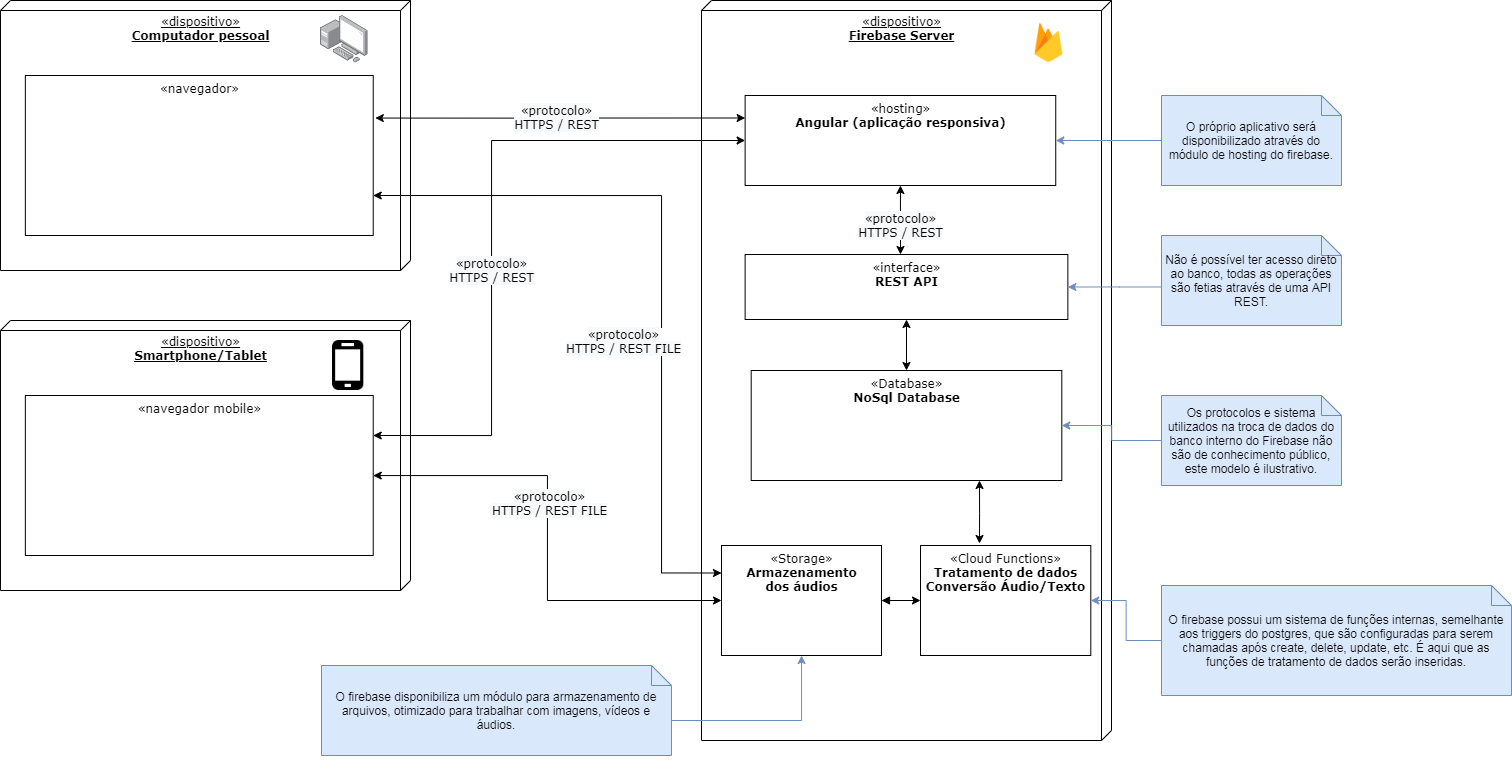 «dispositivo»
Computador pessoal
«navegador»
«dispositivo»
Smartphone/Tablet
«navegador mobile»
«protocolo»
HTTPS / REST
«protocolo»
HTTPS / REST
«protocolo»
HTTPS / REST FILE
«protocolo»
HTTPS / REST FILE
«dispositivo»
Firebase Server
«hosting»
Angular (aplicação responsiva)
«protocolo»
HTTPS / REST
«interface»
REST API
«Database»
NoSql Database
«Storage»
Armazenamento
dos áudios
«Cloud Functions»
Tratamento de dados
Conversão Áudio/Texto
O próprio aplicativo será
disponibilizado através do
módulo de hosting do firebase.
Não é possível ter acesso direto
ao banco, todas as operações
são fetias através de uma API
REST.
Os protocolos e sistema
utilizados na troca de dados do
banco interno do Firebase não
são de conhecimento público,
este modelo é ilustrativo.
O firebase possui um sistema de funções internas, semelhante
aos triggers do postgres, que são configuradas para serem
chamadas após create, delete, update, etc. É aqui que as
funções de tratamento de dados serão inseridas.
O firebase disponibiliza um módulo para armazenamento de
arquivos, otimizado para trabalhar com imagens, vídeos e
áudios.